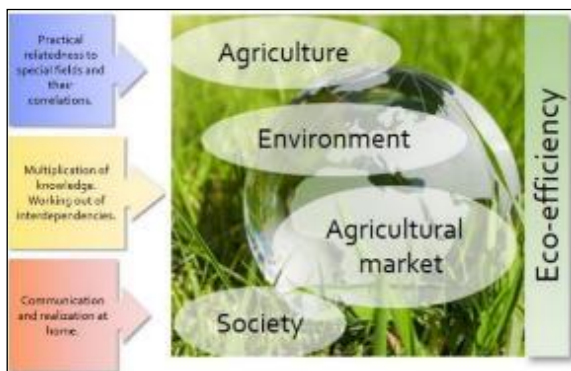 Practical
relatedness to
special fields and
their
correlations.
Multiplication of
knowledge.
Working out of
interdependencies.
Communication
and realization at
home.
Agriculture
Environment
Agricultural
market
Society
Eco-efficiency